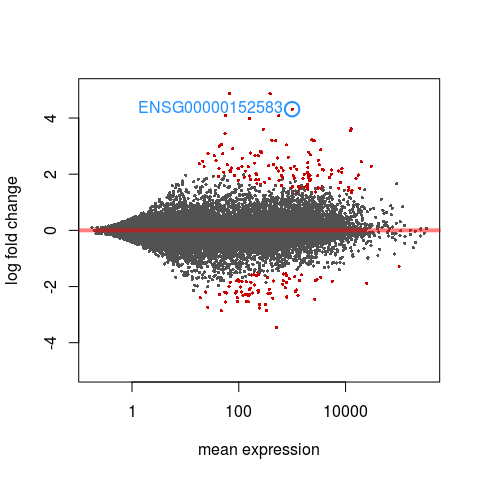 ENSG00000152583
4
2
0
-2
-4
log fold change
1
100
10000
mean expression